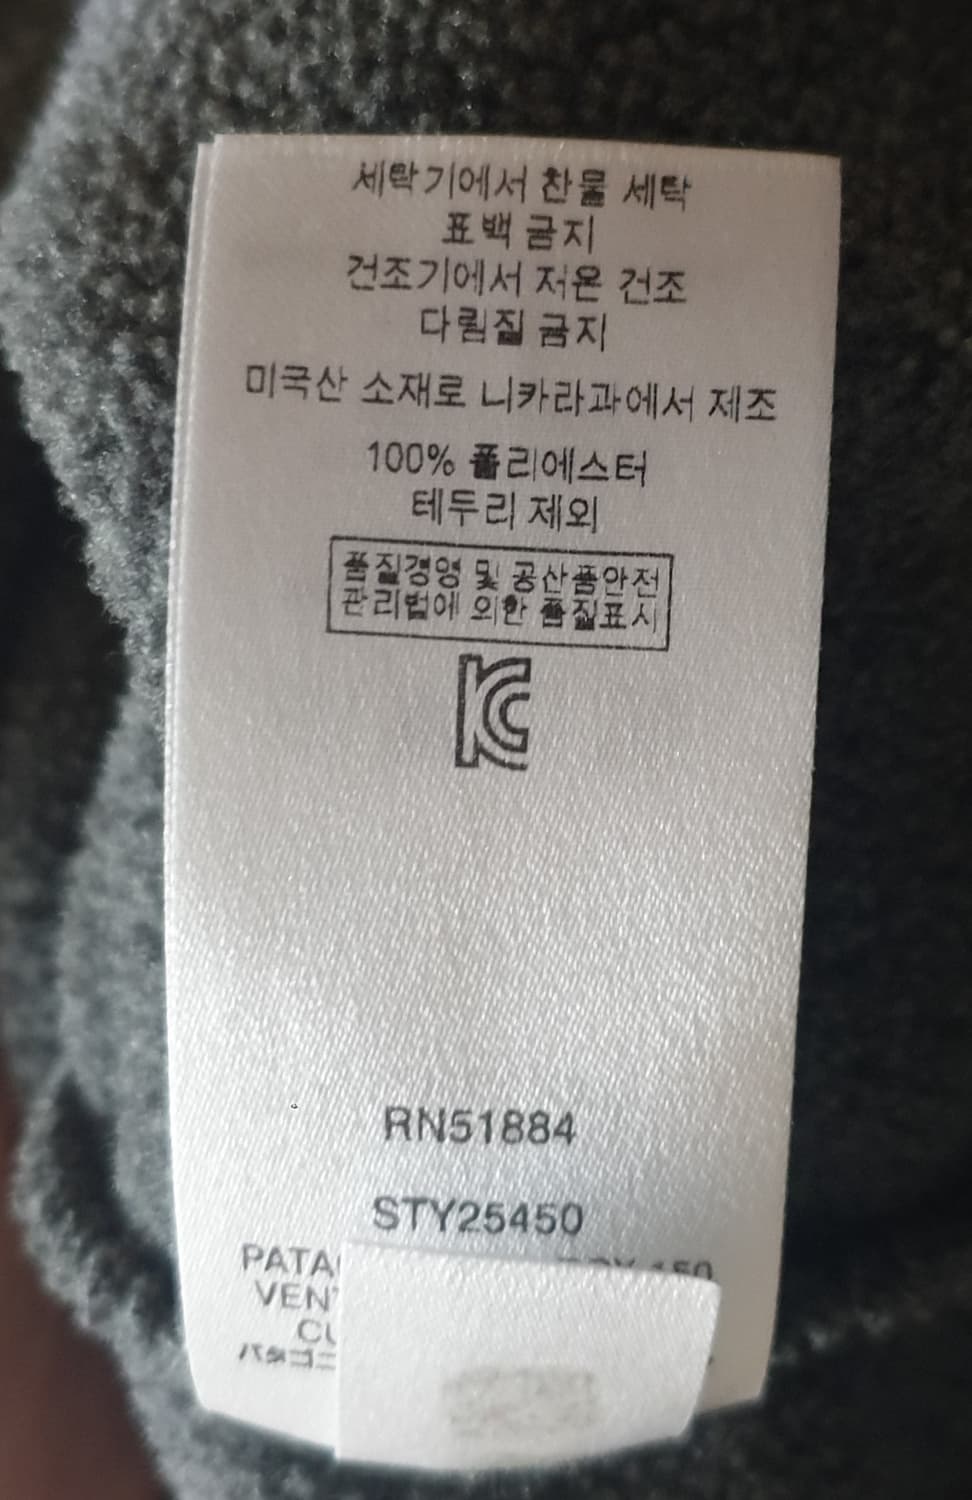 세탁기에서 찬물 세탁
표백 금지
건조기에서 저온 건조
다림질 금지
미국산 소재로 니카라과에서 제조
100% 폴리에스터
테두리 제외
품질경영 및 공산품안전
관리법에 의한 품질표시
KC
RN51884
STY25450